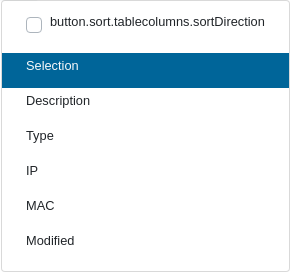 button.sort.tablecolumns.sortDirection
Selection
Description
Type
IP
MAC
Modified